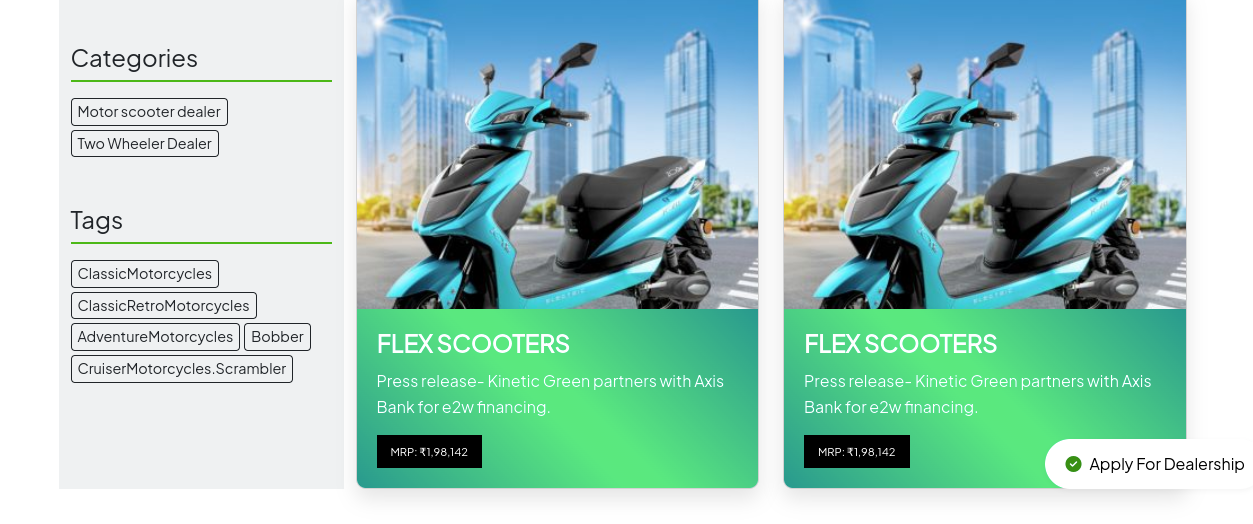 Categories
Motor scooter dealer
Two Wheeler Dealer
Tags
ClassicMotorcycles
ClassicRetroMotorcycles
AdventureMotorcycles Bobber
CruiserMotorcycles.Scrambler
ELECTRIC
FLEX SCOOTERS
Press release- Kinetic Green partners with Axis
Bank for e2w financing.
MRP: ₹1,98,142
ELECTRIC
FLEX SCOOTERS
Press release- Kinetic Green partners with Axis
Bank for e2w financing.
MRP: ₹1,98,142
Apply For Dealership